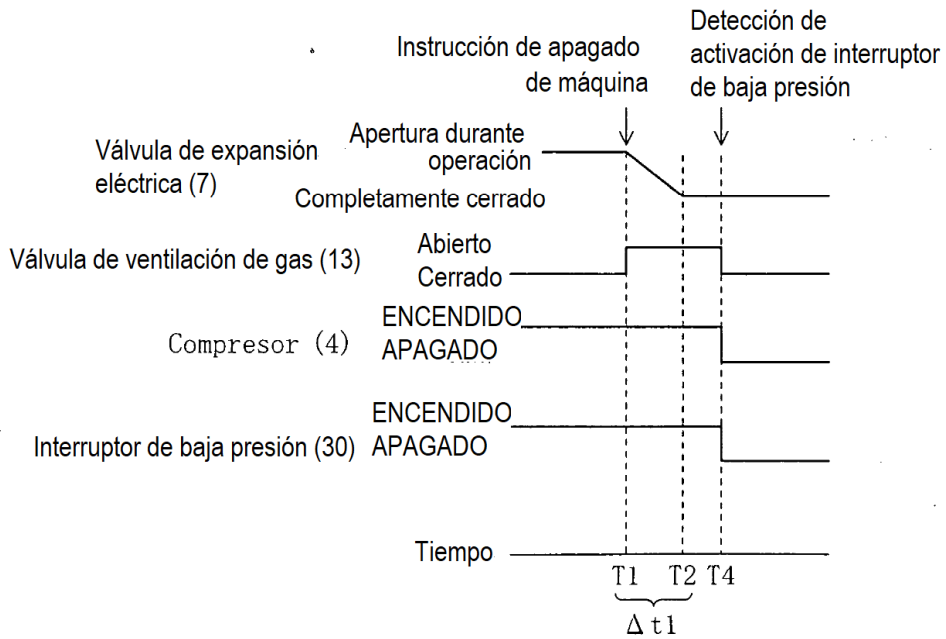 Instrucción de apagado
de máquina
Detección de
activación de interruptor
de baja presión
Válvula de expansión
eléctrica (7)
Apertura durante
operación
Completamente cerrado
Válvula de ventilación de gas (13)
Abierto
Cerrado
Compresor (4)
ENCENDIDO
APAGADO
Interruptor de baja presión (30)
ENCENDIDO
APAGADO
Tiempo
T1 T2 T4
Δt1